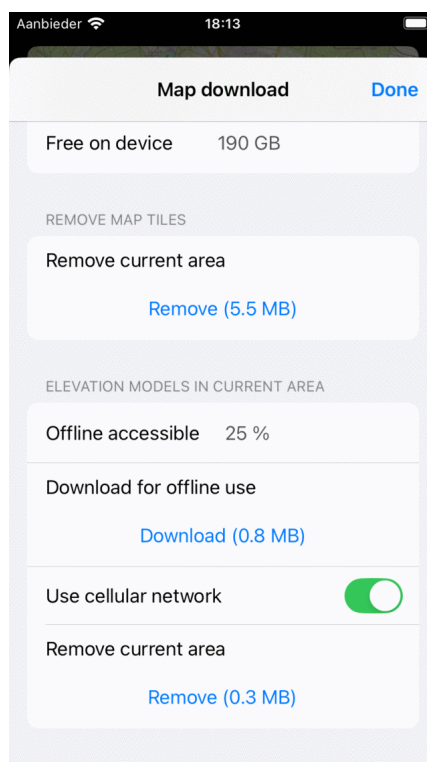 Aanbieder 18:13
Map download Done
Free on device 190 GB
REMOVE MAP TILES
Remove current area
Remove (5.5 MB)
ELEVATION MODELS IN CURRENT AREA
Offline accessible 25 %
Download for offline use
Download (0.8 MB)
Use cellular network
Remove current area
Remove (0.3 MB)